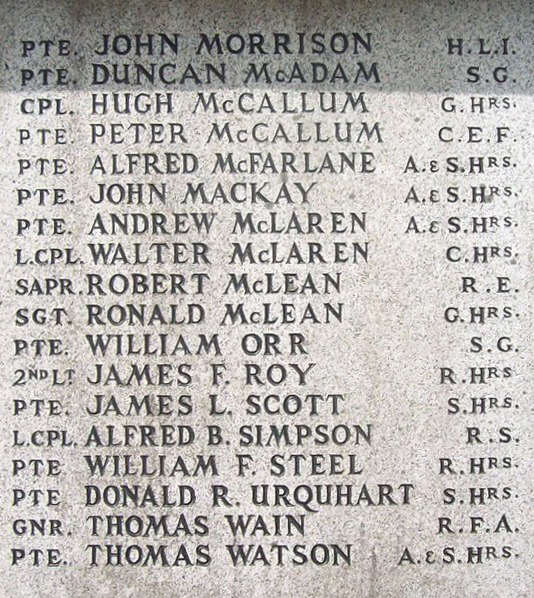 PTE. JOHN MORRISON H.L.I.
PTE. DUNCAN McADAM S.G.
CPL. HUGH McCALLUM G.HRS.
PTE. PETER McCALLUM C.E.F.
PTE. ALFRED McFARLANE A.&S.HRS.
PTE. JOHN MACKAY A.&S.HRS.
PTE. ANDREW McLAREN A.&S.HRS.
L.CPL. WALTER McLAREN C.HRS.
SAPR. ROBERT McLEAN R.E.
SGT. RONALD McLEAN G.HRS.
PTE. WILLIAM ORR S.G.
2ND LT JAMES F. ROY R.HRS
PTE. JAMES L. SCOTT S.HRS.
L.CPL. ALFRED B. SIMPSON R.S.
PTE WILLIAM F. STEEL R.HRS.
PTE DONALD R. URQUHART S.HRS.
GNR. THOMAS WAIN R.F.A.
PTE. THOMAS WATSON A.&S.HRS.